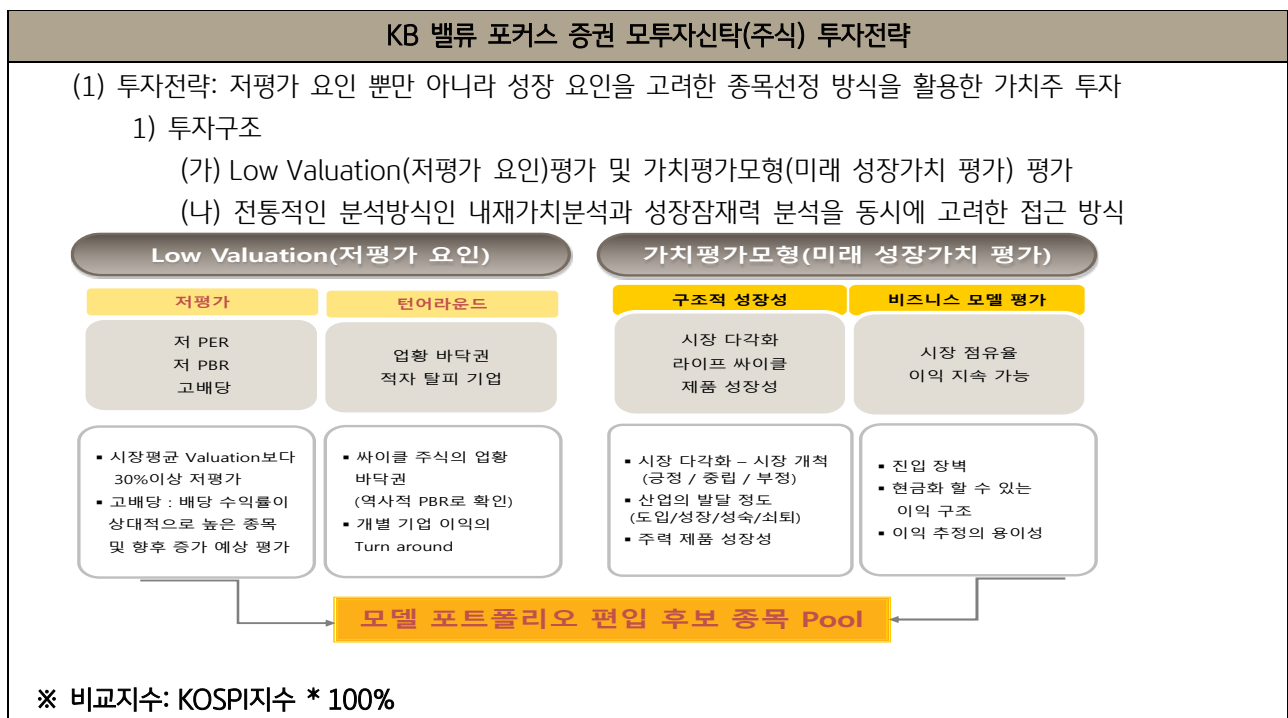 KB 밸류 포커스 증권 모투자신탁(주식) 투자전략
(1) 투자전략: 저평가 요인 뿐만 아니라 성장 요인을 고려한 종목선정 방식을 활용한 가치주 투자
1) 투자구조
(가) Low Valuation(저평가 요인)평가 및 가치평가모형(미래 성장가치 평가) 평가
(나) 전통적인 분석방식인 내재가치분석과 성장잠재력 분석을 동시에 고려한 접근 방식
Low Valuation(저평가 요인)
저평가
저 PER
저 PBR
고배당
▪ 시장평균 Valuation보다
30%이상 저평가
▪ 고배당 : 배당 수익률이
상대적으로 높은 종목
및 향후 증가 예상 평가
턴어라운드
업황 바닥권
적자 탈피 기업
▪ 싸이클 주식의 업황
바닥권
(역사적 PBR로 확인)
▪ 개별 기업 이익의
Turn around
가치평가모형(미래 성장가치 평가)
구조적 성장성
시장 다각화
라이프 싸이클
제품 성장성
▪ 시장 다각화 – 시장 개척
(긍정 / 중립 / 부정)
▪ 산업의 발달 정도
(도입/성장/성숙/쇠퇴)
▪ 주력 제품 성장성
비즈니스 모델 평가
시장 점유율
이익 지속 가능
▪ 진입 장벽
▪ 현금화 할 수 있는
이익 구조
▪ 이익 추정의 용이성
모델 포트폴리오 편입 후보 종목 Pool
※ 비교지수: KOSPI지수 * 100%